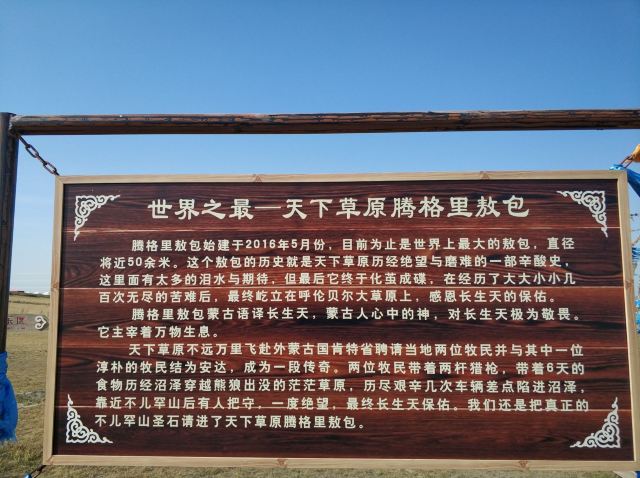 世界之最—天下草原腾格里敖包
腾格里敖包始建于2016年5月份，目前为止是世界上最大的敖包，直径
将近50余米。这个敖包的历史就是天下草原历经绝望与磨难的一部辛酸史，
这里面有太多的泪水与期待，但最后它终于化茧成碟，在经历了大大小小几
百次无尽的苦难后，最终屹立在呼伦贝尔大草原上，感恩长生天的保佑。
腾格里敖包蒙古语译长生天，蒙古人心中的神，对长生天极为敬畏。
它主宰着万物生息。
天下草原不远万里飞赴外蒙古国肯特省聘请当地两位牧民并与其中一位
淳朴的牧民结为安达，成为一段传奇。两位牧民带着两杆猎枪，带着6天的
食物历经沼泽穿越熊狼出没的茫茫草原，历尽艰辛几次车辆差点陷进沼泽，
靠近不儿罕山后有人把守，一度绝望，最终长生天保佑。我们还是把真正的
不儿罕山圣石请进了天下草原腾格里敖包。